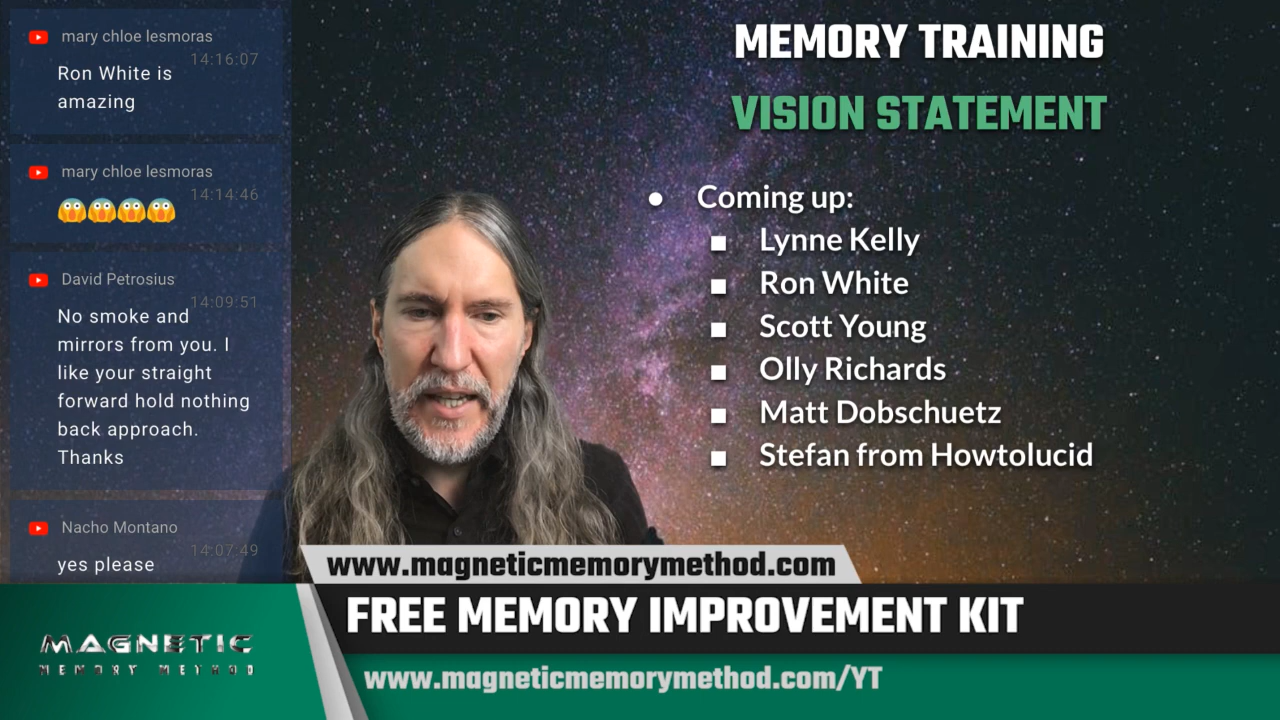 mary chloe lesmoras
14:16:07
Ron White is
amazing
mary chloe lesmoras
14:14:46
😱😱😱😱
David Petrosius
14:09:51
No smoke and
mirrors from you. I
like your straight
forward hold nothing
back approach.
Thanks
Nacho Montano
14:07:49
yes please
MEMORY TRAINING
VISION STATEMENT
● Coming up:
■ Lynne Kelly
■ Ron White
■ Scott Young
■ Olly Richards
■ Matt Dobschuetz
■ Stefan from Howtolucid
www.magneticmemorymethod.com
FREE MEMORY IMPROVEMENT KIT
www.magneticmemorymethod.com/YT
MAGNETIC
MEMORY METHOD